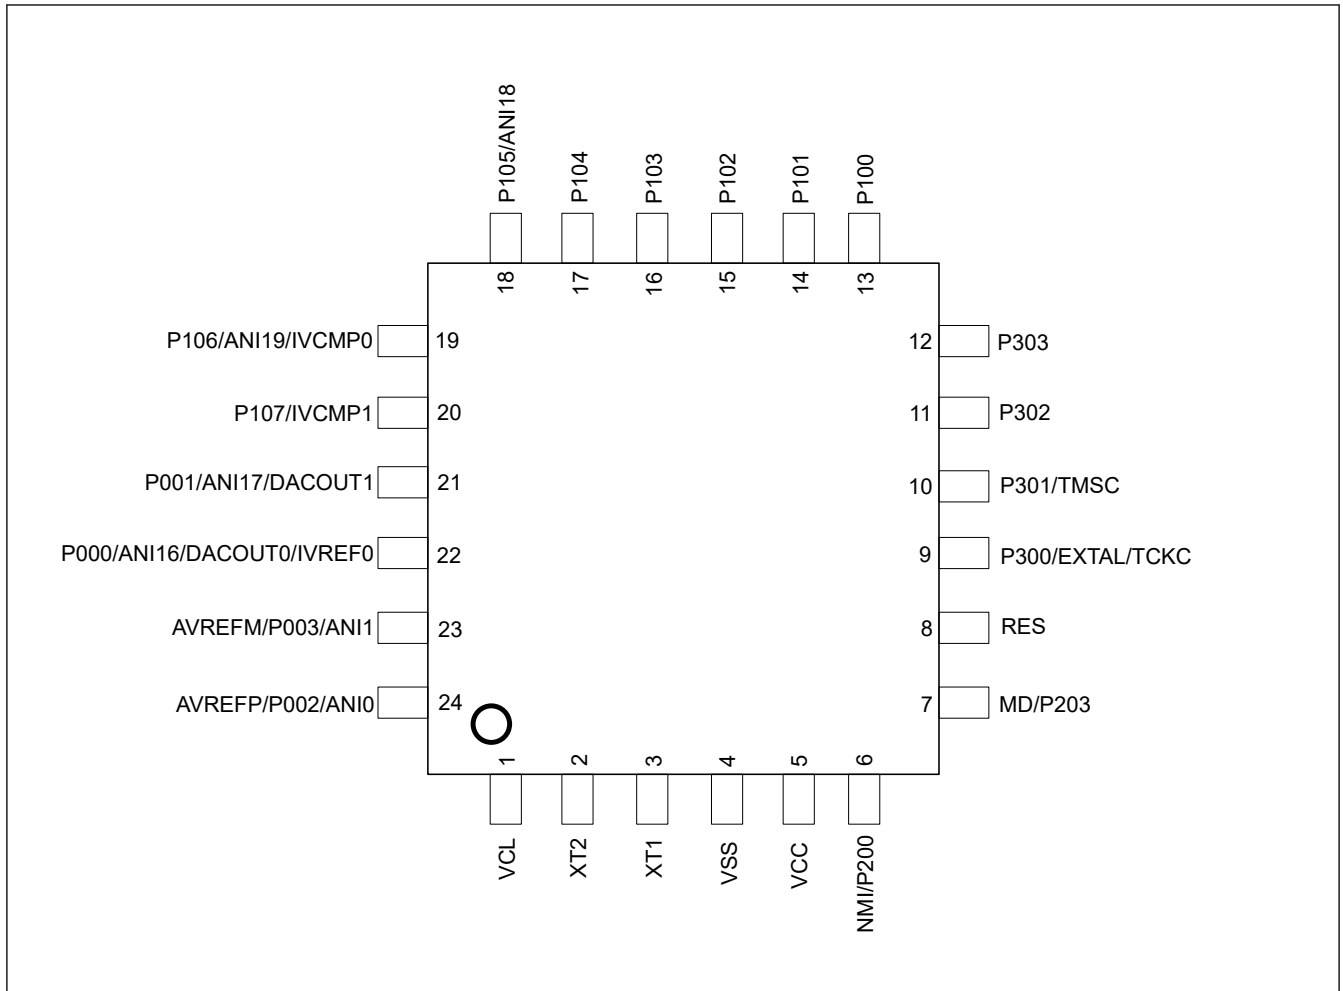 P105/ANI18
P104
P103
P102
P101
P100
18
17
16
15
14
13
P106/ANI19/IVCMP0
19
12
P303
P107/IVCMP1
20
11
P302
P001/ANI17/DACOUT1
21
10
P301/TMSC
P000/ANI16/DACOUT0/IVREF0
22
9
P300/EXTAL/TCKC
AVREFM/P003/ANI1
23
8
RES
AVREFP/P002/ANI0
24
7
MD/P203
1
2
3
4
5
6
VCL
XT2
XT1
VSS
VCC
NMI/P200